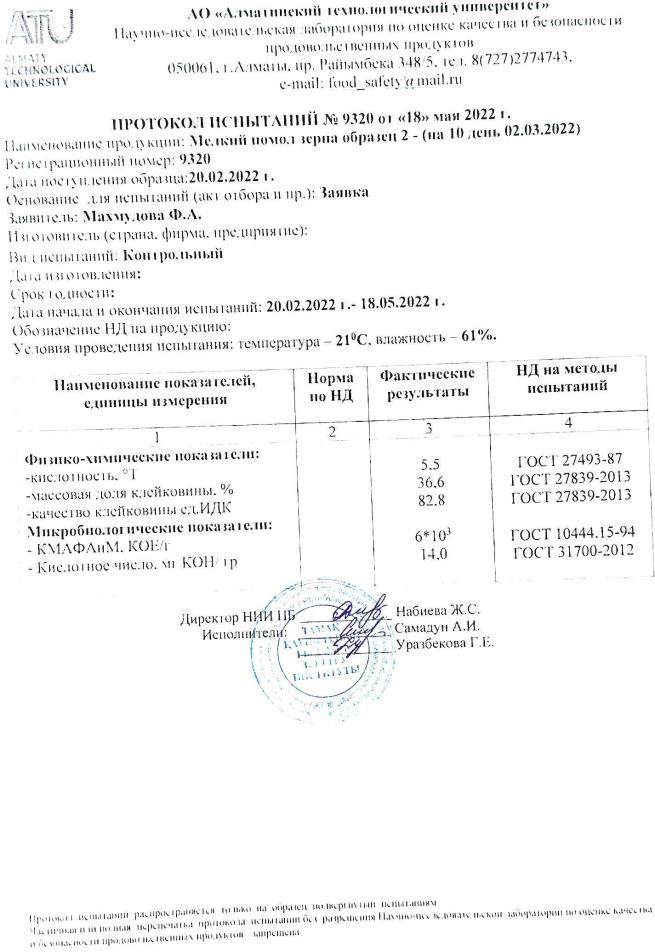 ATU
ALMATY
TECHNOLOGICAL
UNIVERSITY
АО «Алматинский технологический университет»
Научно-исследовательская лаборатория по оценке качества и безопасности
продовольственных продуктов
050061, г.Алматы, пр. Райымбека 348/5, тел. 8(727)2774743,
e-mail: food_safety@mail.ru
ПРОТОКОЛ ИСПЫТАНИЙ № 9320 от «18» мая 2022 г.
Наименование продукции: Мелкий помол зерна образец 2 - (на 10 день 02.03.2022)
Регистрационный номер: 9320
Дата поступления образца:20.02.2022 г.
Основание для испытаний (акт отбора и пр.): Заявка
Заявитель: Махмудова Ф.А.
Изготовитель (страна, фирма, предприятие):
Вид испытаний: Контрольный
Дата изготовления:
Срок годности:
Дата начала и окончания испытаний: 20.02.2022 г.- 18.05.2022 г.
Обозначение НД на продукцию:
Условия проведения испытания: температура – 21⁰С, влажность – 61%.
Наименование показателей, единицы измерения | Норма по НД | Фактические результаты | НД на методы испытаний
1 2 3 4
Физико-химические показатели:
-кислотность, °Т 5,5 ГОСТ 27493-87
-массовая доля клейковины, % 36,6 ГОСТ 27839-2013
-качество клейковины ед.ИДК 82,8 ГОСТ 27839-2013
Микробиологические показатели:
- КМАФАнМ, КОЕ/г 6*10³ ГОСТ 10444.15-94
- Кислотное число, мг КОН/ гр 14,0 ГОСТ 31700-2012
Директор НИИ ПБ Набиева Ж.С.
Исполнители: Самадун А.И.
Уразбекова Г.Е.
ТАМАҚ
ИНСТИТУТЫ
Протокол испытаний распространяется только на образец, подвергнутый испытаниям
Частичная или полная перепечатка протокола испытаний без разрешения Научно-исследовательской лаборатории по оценке качества
и безопасности продовольственных продуктов запрещена